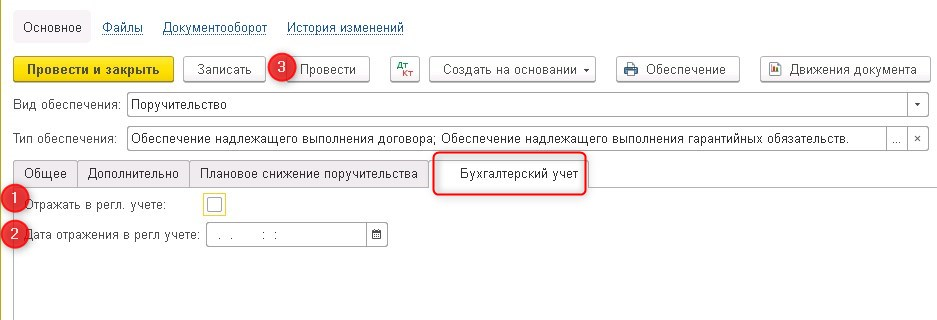 Основное Файлы Документооборот История изменений
Провести и закрыть Записать 3 Провести Дт Кт Создать на основании Обеспечение Движения документа
Вид обеспечения: Поручительство
Тип обеспечения: Обеспечение надлежащего выполнения договора; Обеспечение надлежащего выполнения гарантийных обязательств. ... ×
Общее Дополнительно Плановое снижение поручительства Бухгалтерский учет
1 Отражать в регл. учете:
2 Дата отражения в регл учете: . . : :